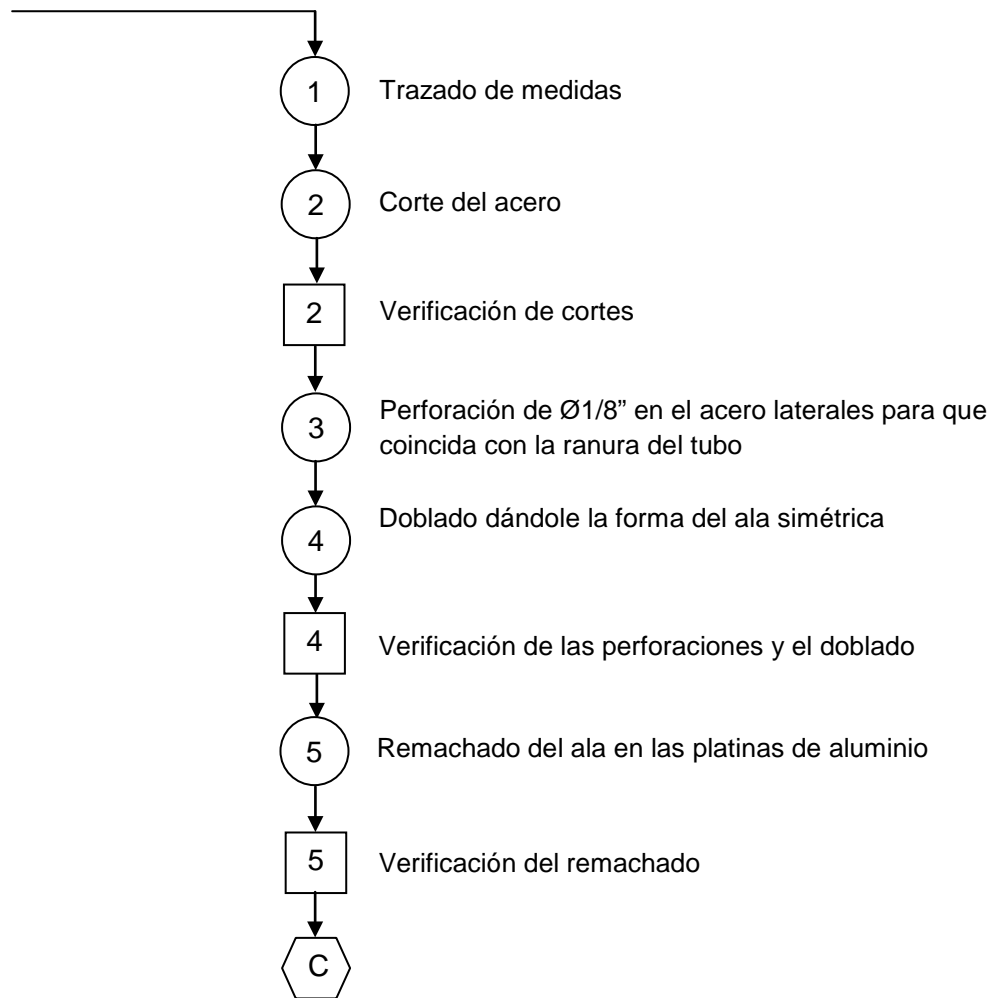 1 Trazado de medidas
2 Corte del acero
2 Verificación de cortes
3 Perforación de Ø1/8” en el acero laterales para que
coincida con la ranura del tubo
4 Doblado dándole la forma del ala simétrica
4 Verificación de las perforaciones y el doblado
5 Remachado del ala en las platinas de aluminio
5 Verificación del remachado
C